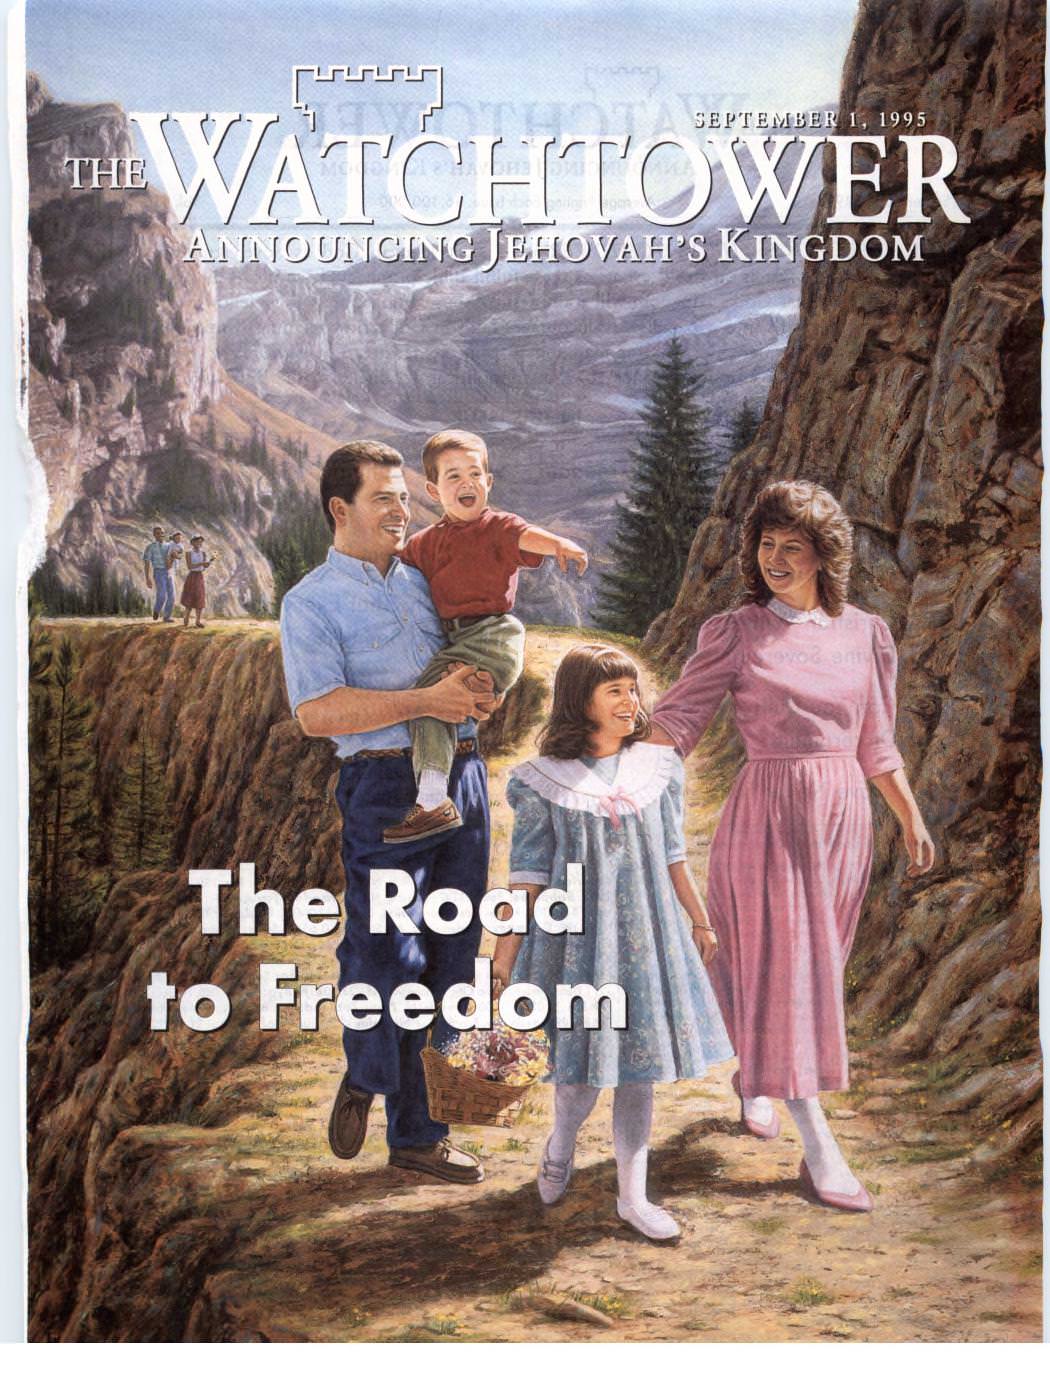 SEPTEMBER 1, 1995
THE WATCHTOWER
ANNOUNCING JEHOVAH'S KINGDOM
The Road
to Freedom